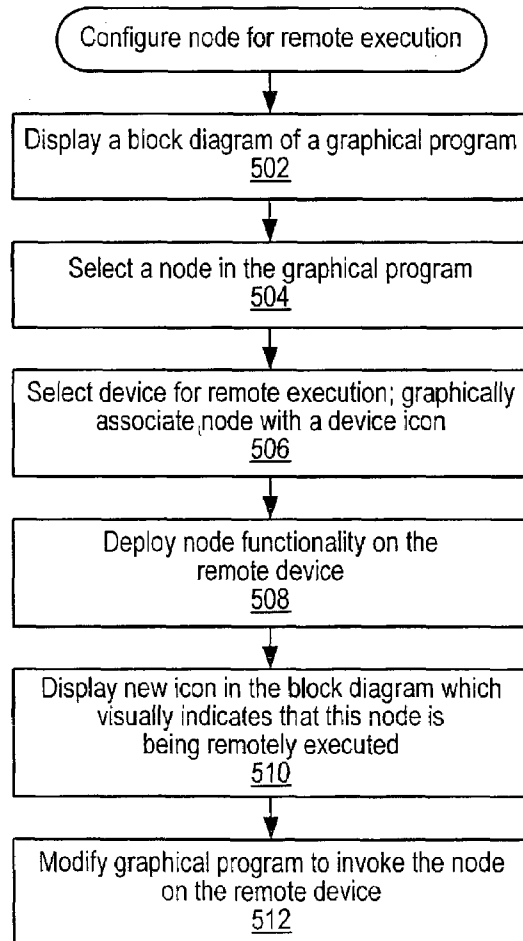 Configure node for remote execution
Display a block diagram of a graphical program
502
Select a node in the graphical program
504
Select device for remote execution; graphically
associate node with a device icon
506
Deploy node functionality on the
remote device
508
Display new icon in the block diagram which
visually indicates that this node is
being remotely executed
510
Modify graphical program to invoke the node
on the remote device
512